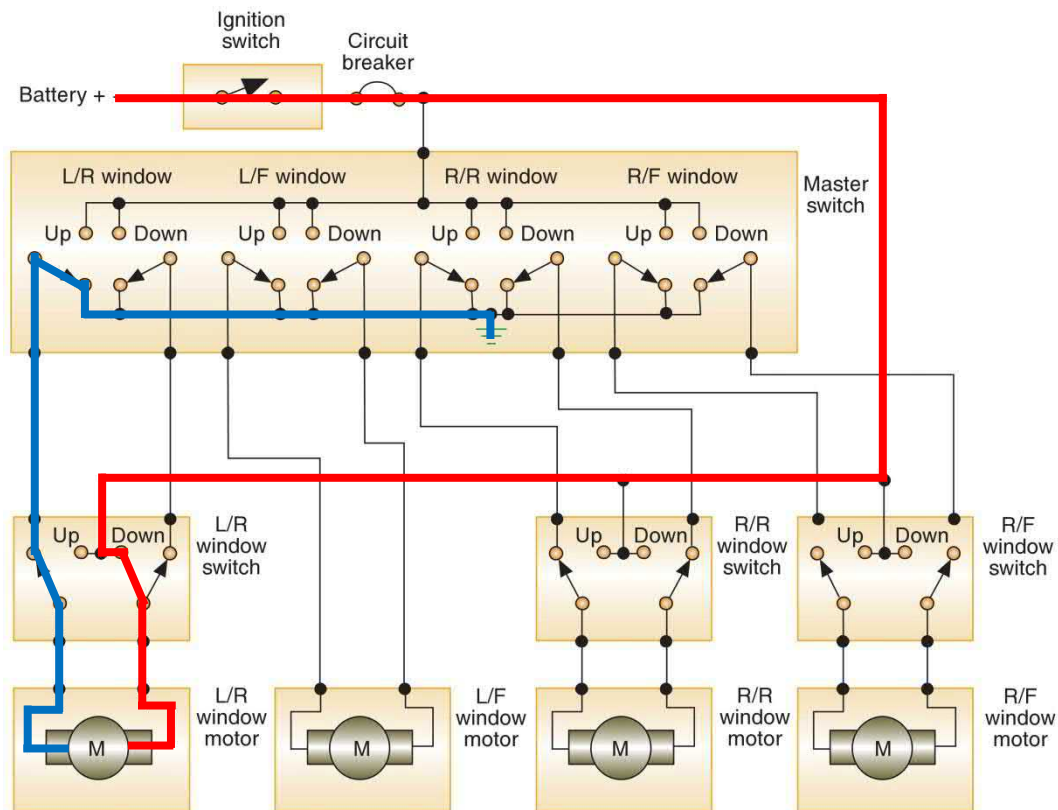 Ignition
switch
Circuit
breaker
Battery +
L/R window
L/F window
R/R window
R/F window
Master
switch
Up
Down
Up
Down
Up
Down
Up
Down
Up
Down
L/R
window
switch
Up
Down
R/R
window
switch
Up
Down
R/F
window
switch
M
L/R
window
motor
M
L/F
window
motor
M
R/R
window
motor
M
R/F
window
motor